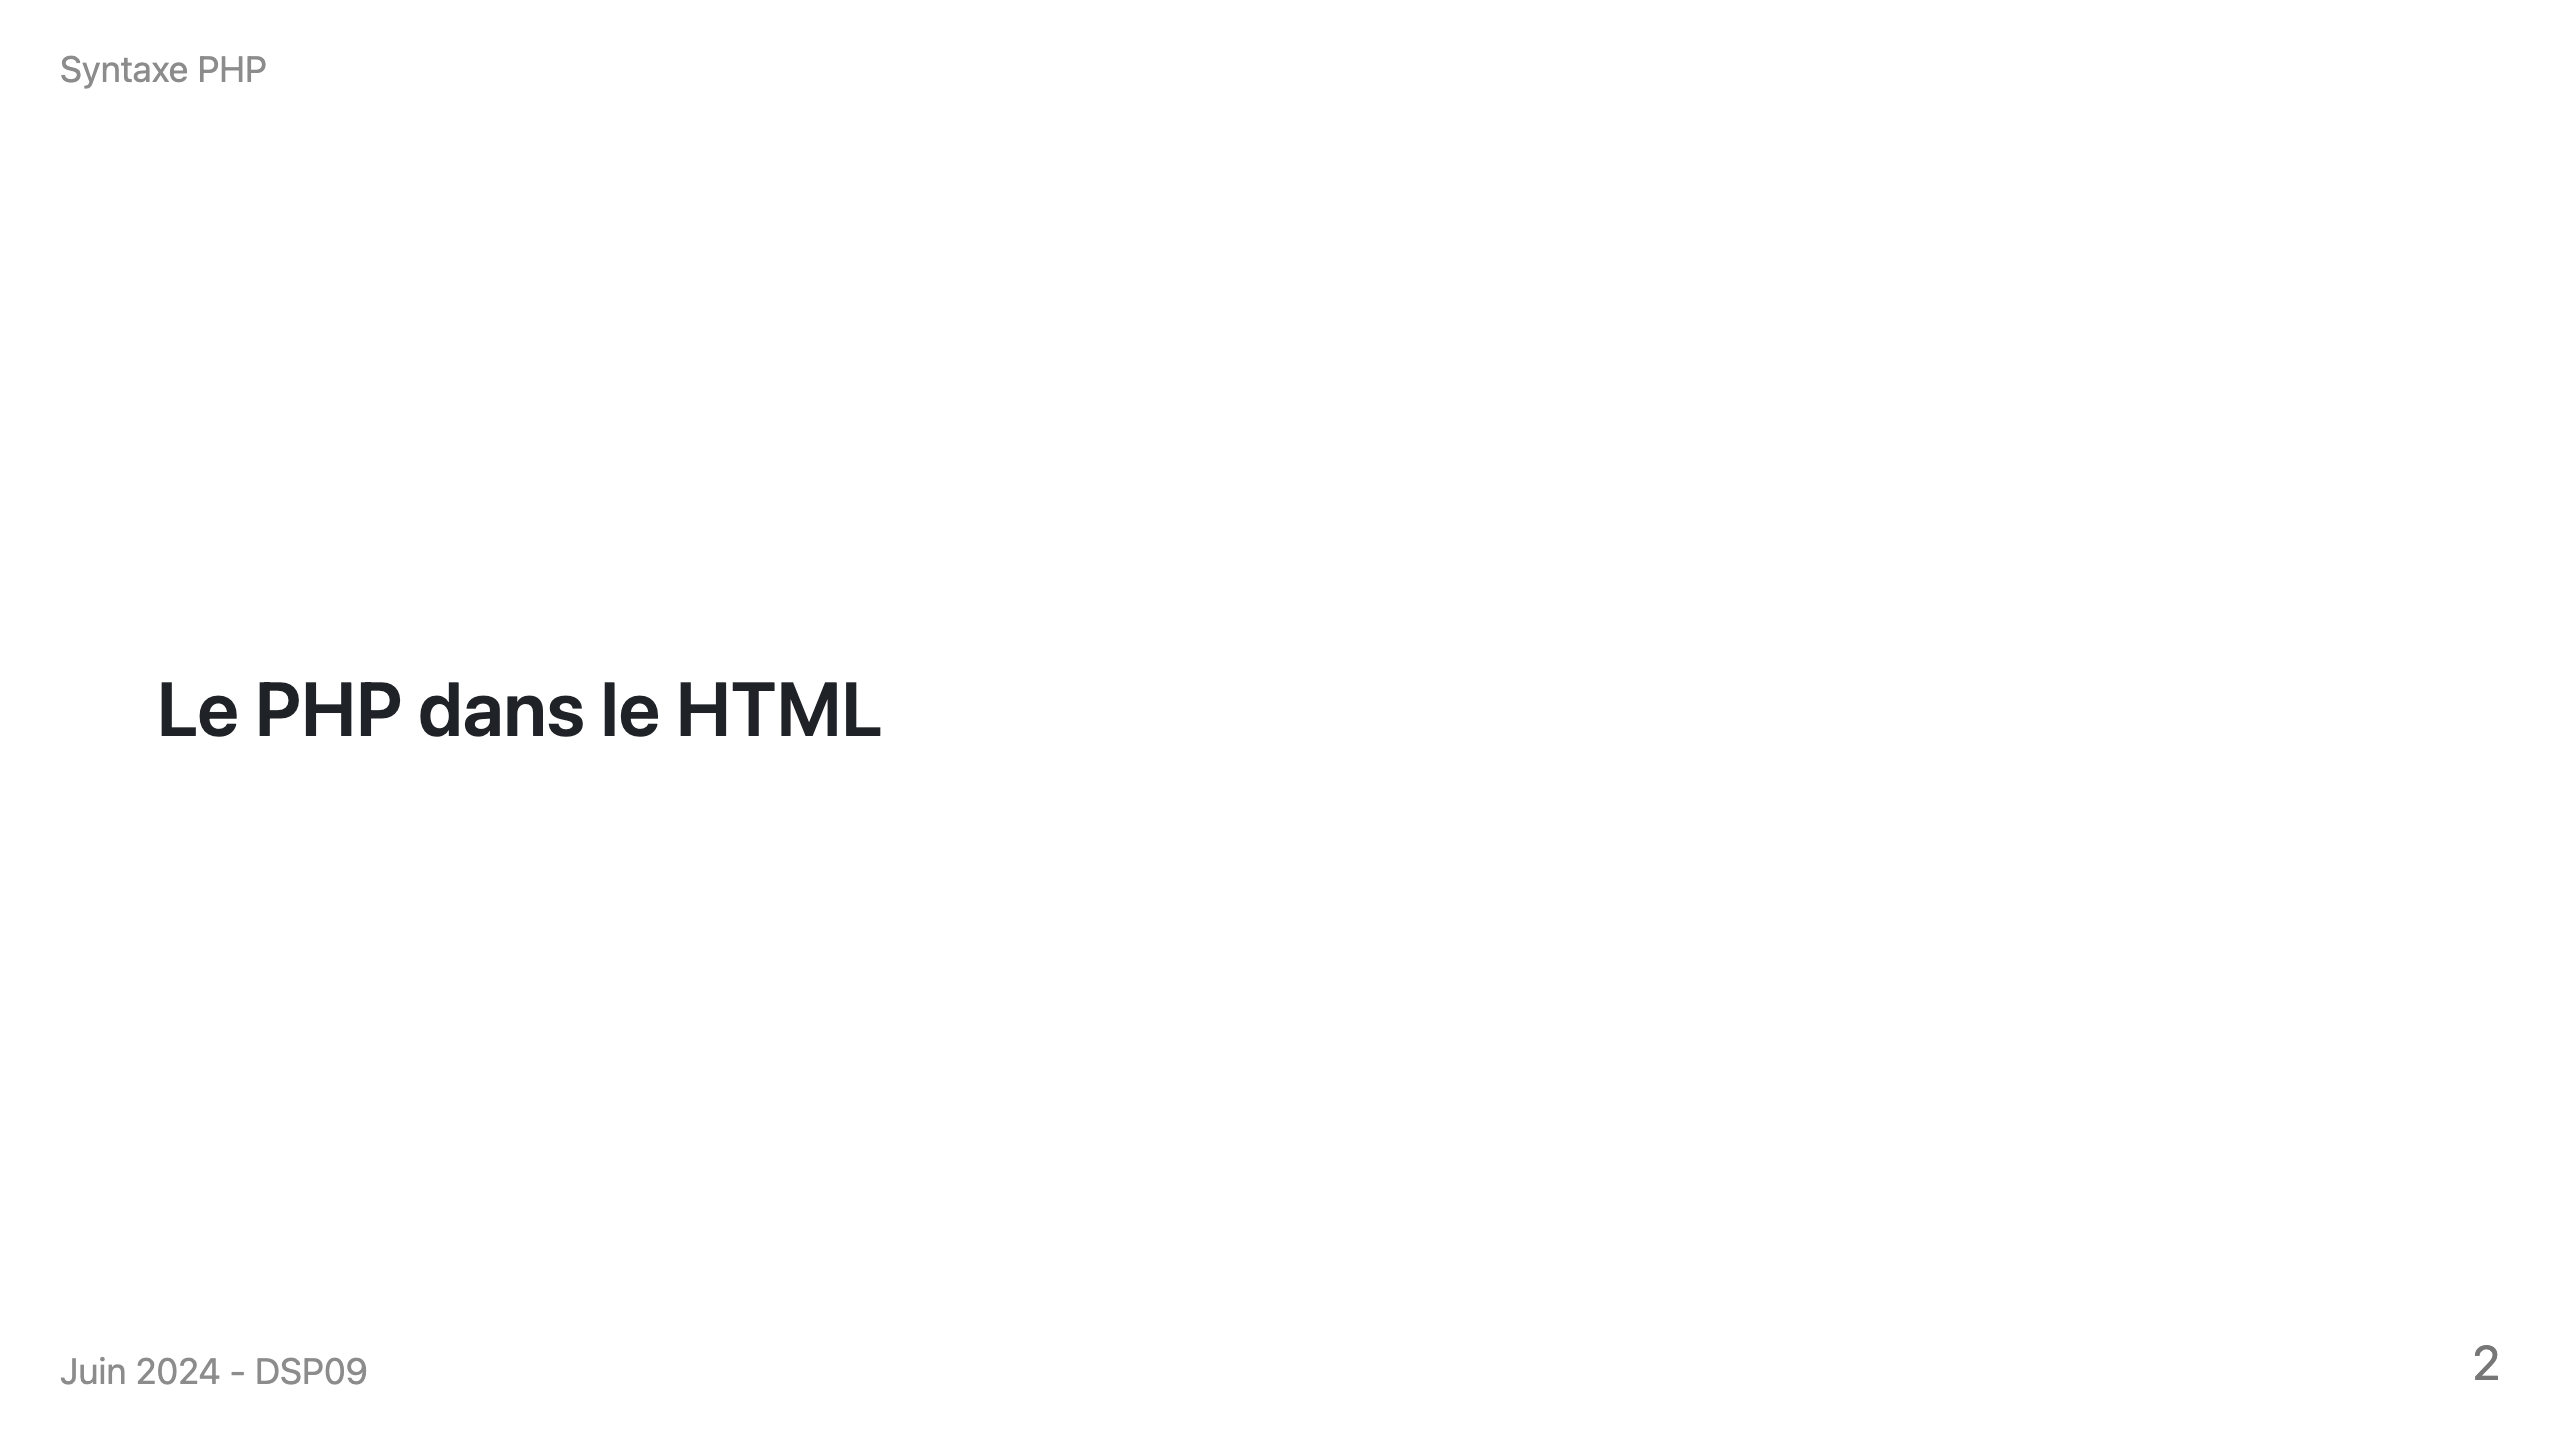 Syntaxe PHP
Le PHP dans le HTML
Juin 2024 - DSP09
2